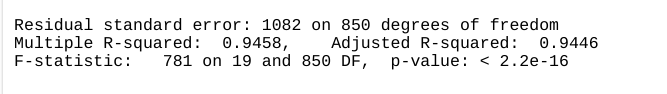 Residual standard error: 1082 on 850 degrees of freedom
Multiple R-squared:  0.9458,    Adjusted R-squared:  0.9446
F-statistic:   781 on 19 and 850 DF,  p-value: < 2.2e-16